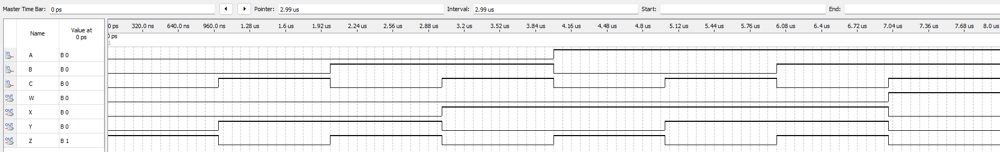 Master Time Bar: 0 ps Pointer: 2.99 us Interval: 2.99 us Start: End:
Name Value at 0 ps
0 ps 320.0 ns 640.0 ns 960.0 ns 1.28 us 1.6 us 1.92 us 2.24 us 2.56 us 2.88 us 3.2 us 3.52 us 3.84 us 4.16 us 4.48 us 4.8 us 5.12 us 5.44 us 5.76 us 6.08 us 6.4 us 6.72 us 7.04 us 7.36 us 7.68 us 8.0 us
0 ps
in A B 0
in B B 0
in C B 0
out W B 0
out X B 0
out Y B 0
out Z B 1